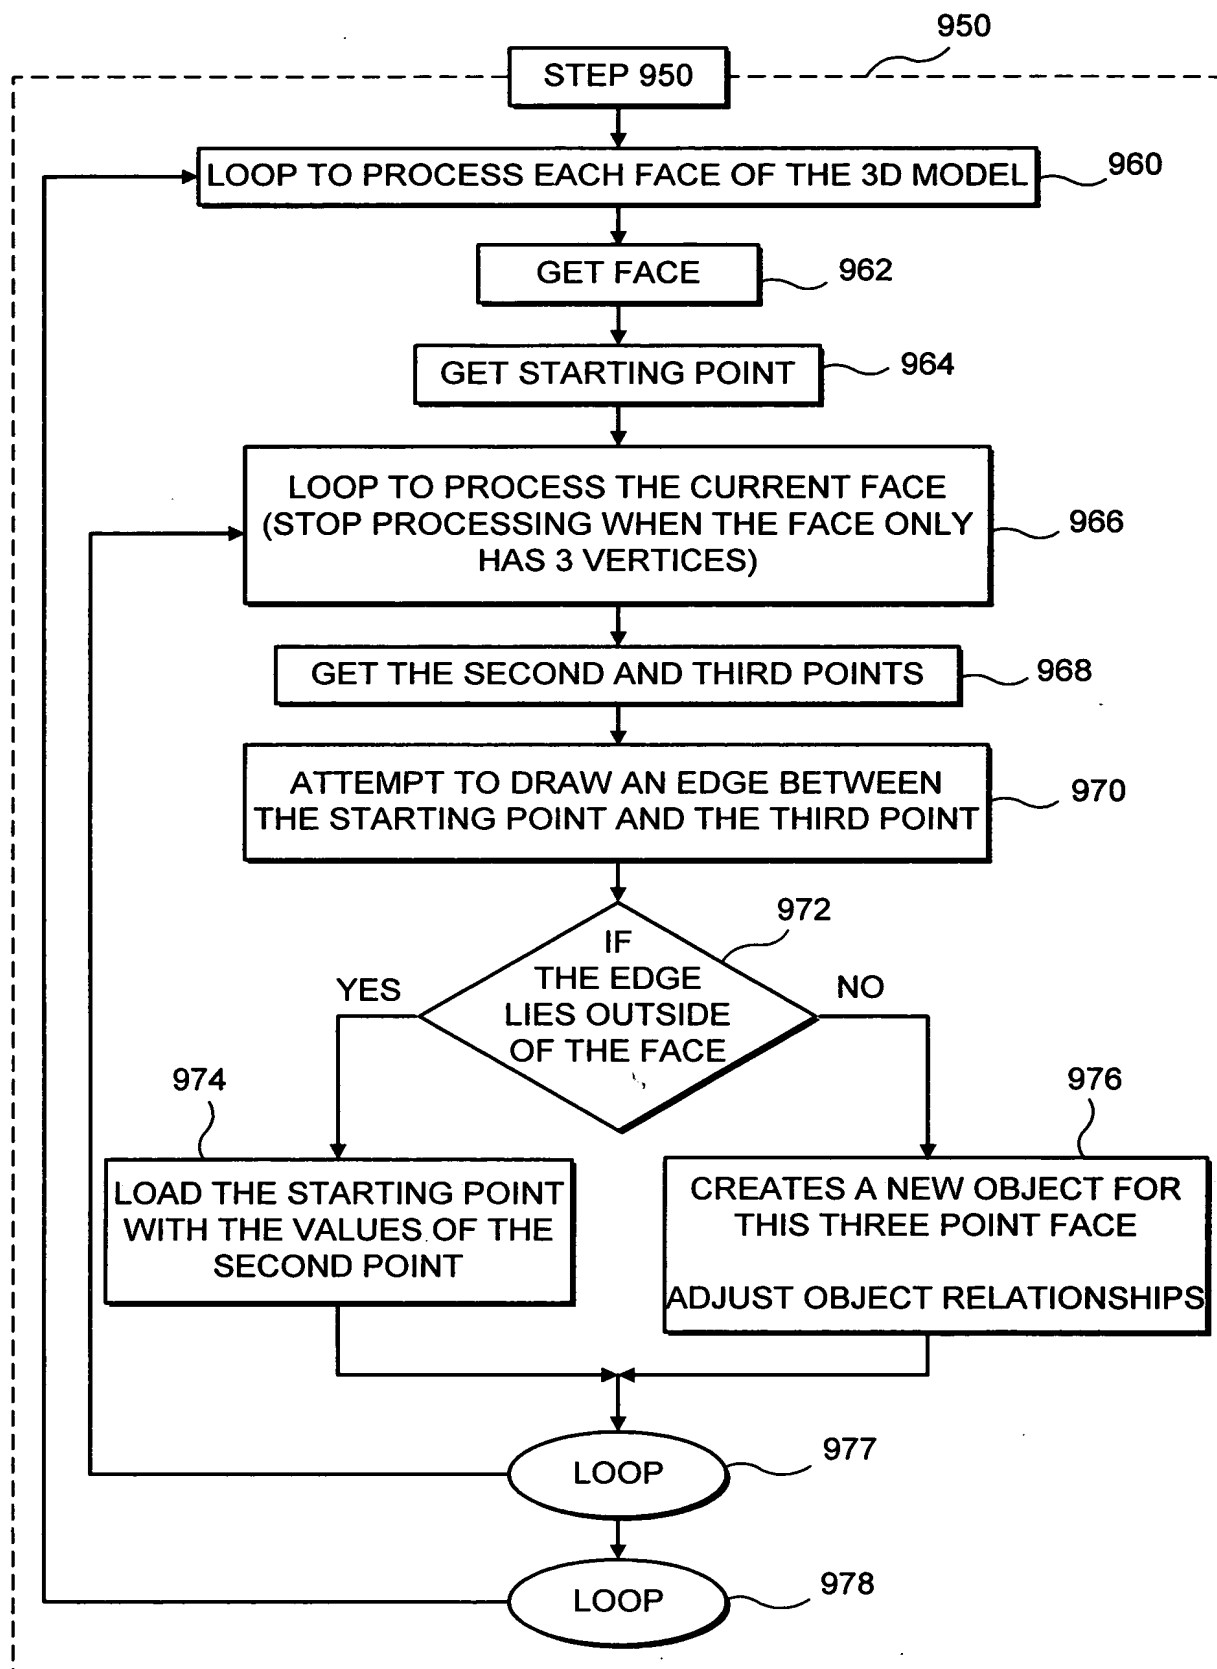 950
STEP 950
LOOP TO PROCESS EACH FACE OF THE 3D MODEL
960
GET FACE
962
GET STARTING POINT
964
LOOP TO PROCESS THE CURRENT FACE
(STOP PROCESSING WHEN THE FACE ONLY
HAS 3 VERTICES)
966
GET THE SECOND AND THIRD POINTS
968
ATTEMPT TO DRAW AN EDGE BETWEEN
THE STARTING POINT AND THE THIRD POINT
970
972
IF
THE EDGE
LIES OUTSIDE
OF THE FACE
YES
NO
974
LOAD THE STARTING POINT
WITH THE VALUES OF THE
SECOND POINT
976
CREATES A NEW OBJECT FOR
THIS THREE POINT FACE
ADJUST OBJECT RELATIONSHIPS
LOOP
977
LOOP
978